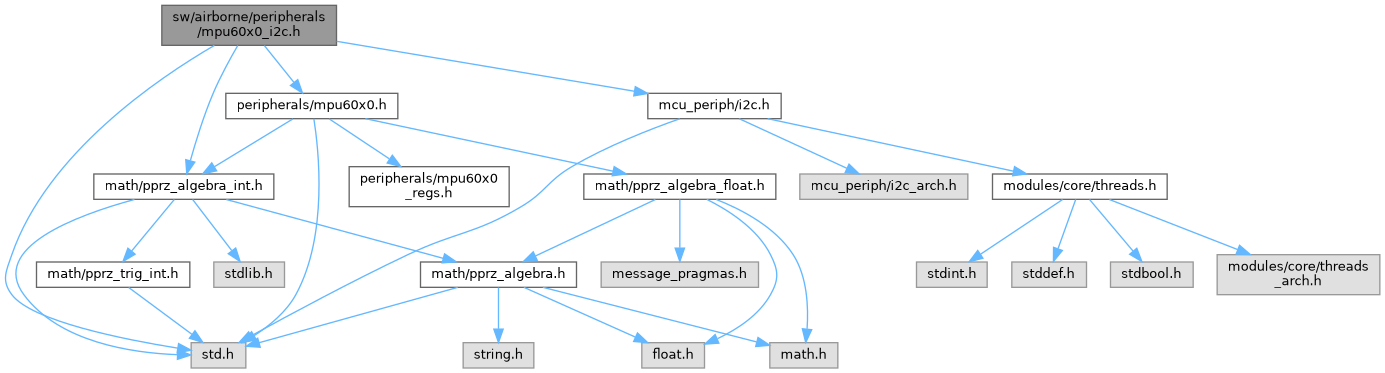 sw/airborne/peripherals
/mpu60x0_i2c.h
peripherals/mpu60x0.h
mcu_periph/i2c.h
math/pprz_algebra_int.h
peripherals/mpu60x0
_regs.h
math/pprz_algebra_float.h
mcu_periph/i2c_arch.h
modules/core/threads.h
math/pprz_trig_int.h
stdlib.h
math/pprz_algebra.h
message_pragmas.h
stdint.h
stddef.h
stdbool.h
modules/core/threads
_arch.h
std.h
string.h
float.h
math.h